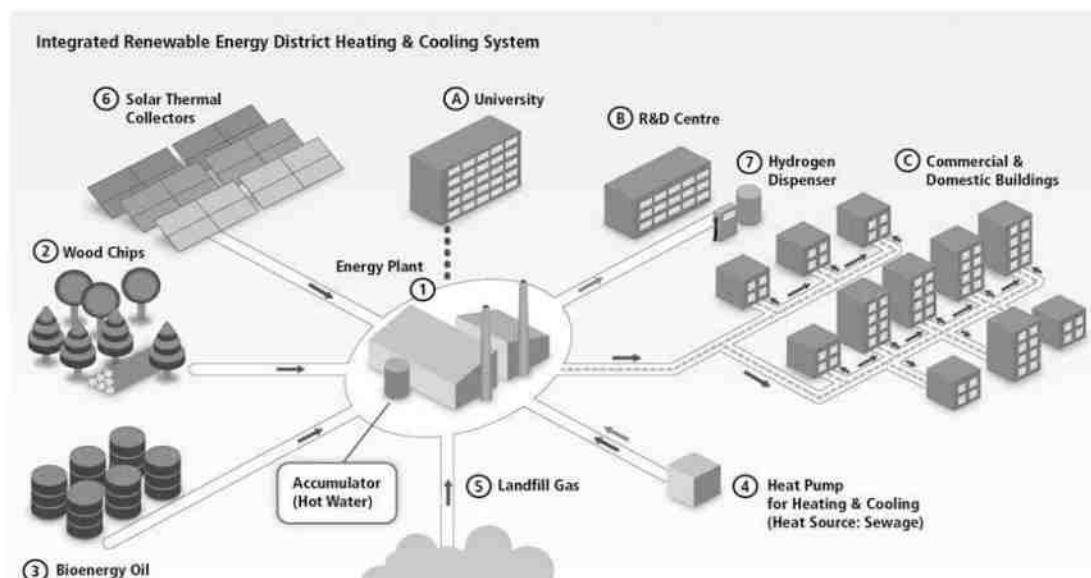 Integrated Renewable Energy District Heating & Cooling System
6 Solar Thermal
Collectors
A University
B R&D Centre
7 Hydrogen
Dispenser
C Commercial &
Domestic Buildings
2 Wood Chips
Energy Plant
1
Accumulator
(Hot Water)
5 Landfill Gas
4 Heat Pump
for Heating & Cooling
(Heat Source: Sewage)
3 Bioenergy Oil